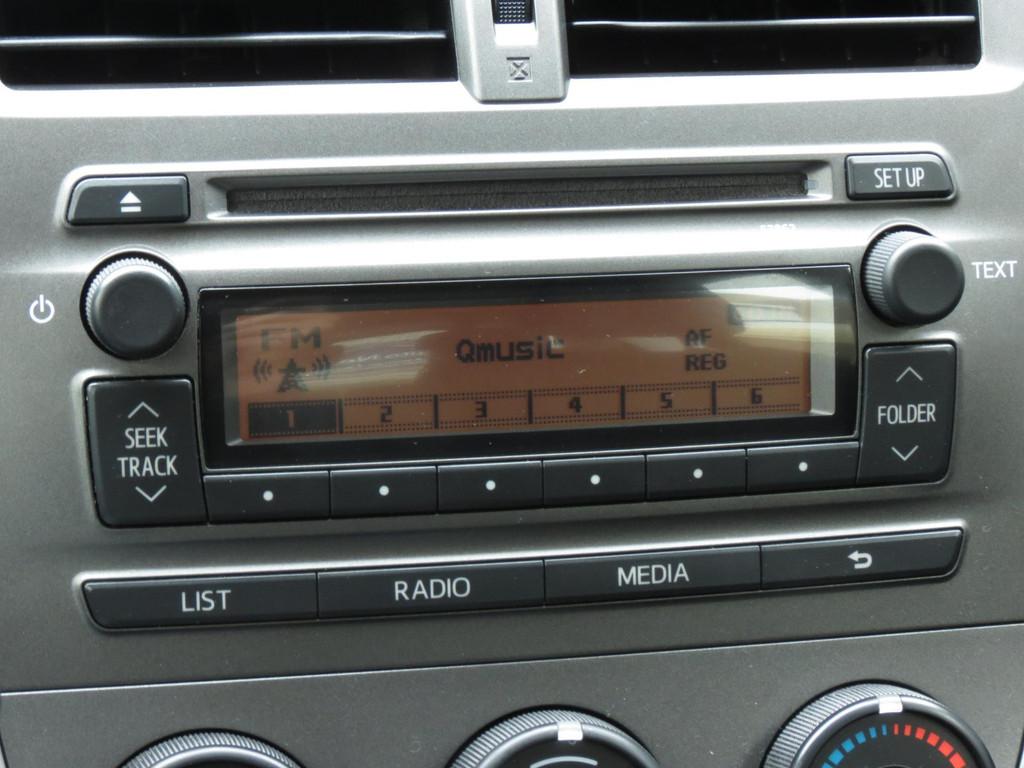 SET UP
TEXT
FM
Qmusic
AF
REG
1 2 3 4 5 6
SEEK
TRACK
FOLDER
LIST RADIO MEDIA